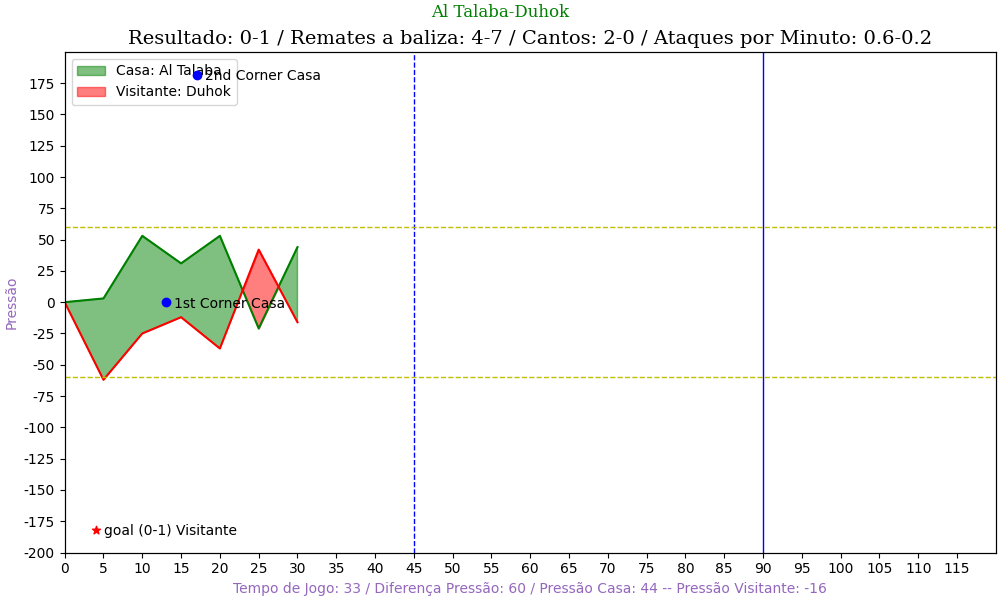 Al Talaba-Duhok
Resultado: 0-1 / Remates a baliza: 4-7 / Cantos: 2-0 / Ataques por Minuto: 0.6-0.2
Casa: Al Talaba
Visitante: Duhok
2nd Corner Casa
1st Corner Casa
goal (0-1) Visitante
Pressão
175
150
125
100
75
50
25
0
-25
-50
-75
-100
-125
-150
-175
-200
0 5 10 15 20 25 30 35 40 45 50 55 60 65 70 75 80 85 90 95 100 105 110 115
Tempo de Jogo: 33 / Diferença Pressão: 60 / Pressão Casa: 44 -- Pressão Visitante: -16